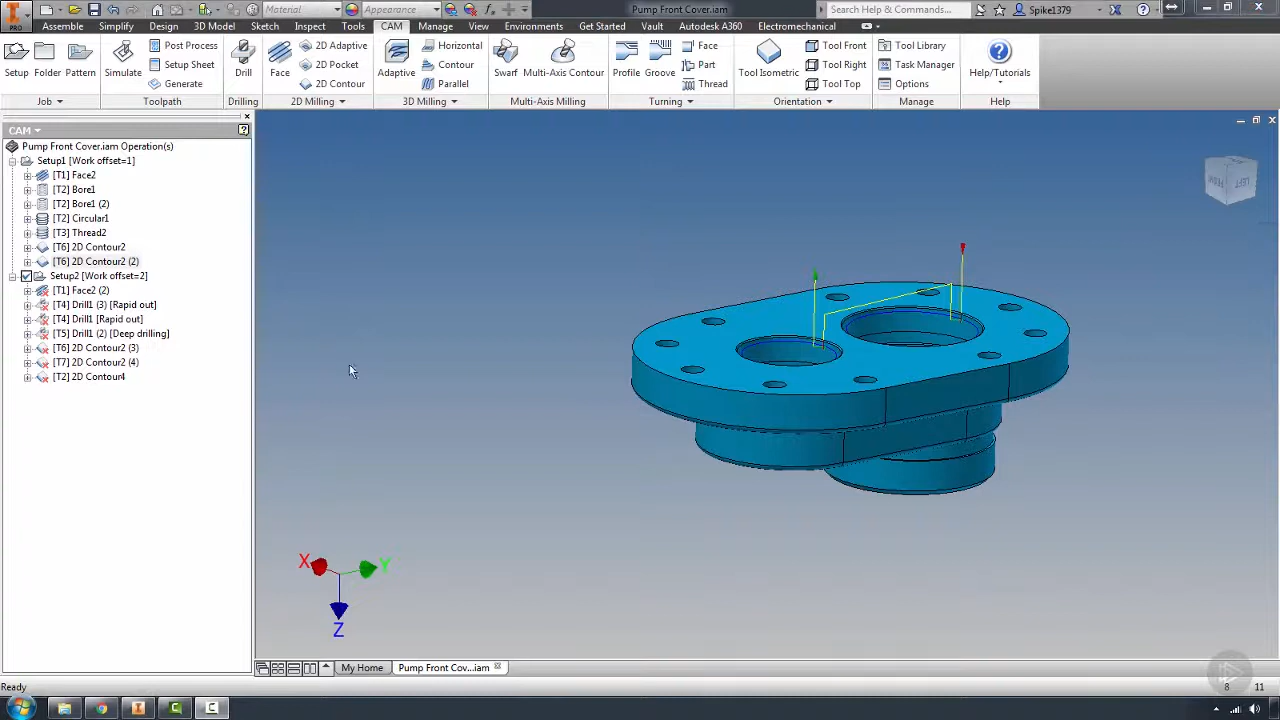 PRO
Material
Appearance
Pump Front Cover.iam
Search Help & Commands...
Spike1379
Assemble Simplify Design 3D Model Sketch Inspect Tools CAM Manage View Environments Get Started Vault Autodesk A360 Electromechanical
Setup Folder Pattern
Job
Simulate
Post Process
Setup Sheet
Generate
Toolpath
Drill
Drilling
Face
2D Adaptive
2D Pocket
2D Contour
2D Milling
Adaptive
Horizontal
Contour
Parallel
3D Milling
Swarf Multi-Axis Contour
Multi-Axis Milling
Profile Groove
Face
Part
Thread
Turning
Tool Isometric
Tool Front
Tool Right
Tool Top
Orientation
Tool Library
Task Manager
Options
Manage
Help/Tutorials
Help
CAM
Pump Front Cover.iam Operation(s)
Setup1 [Work offset=1]
[T1] Face2
[T2] Bore1
[T2] Bore1 (2)
[T2] Circular1
[T3] Thread2
[T6] 2D Contour2
[T6] 2D Contour2 (2)
Setup2 [Work offset=2]
[T1] Face2 (2)
[T4] Drill1 (3) [Rapid out]
[T4] Drill1 [Rapid out]
[T5] Drill1 (2) [Deep drilling]
[T6] 2D Contour2 (3)
[T7] 2D Contour2 (4)
[T2] 2D Contour4
LEFT
X
Y
Z
My Home
Pump Front Cov...iam
Ready
8 11